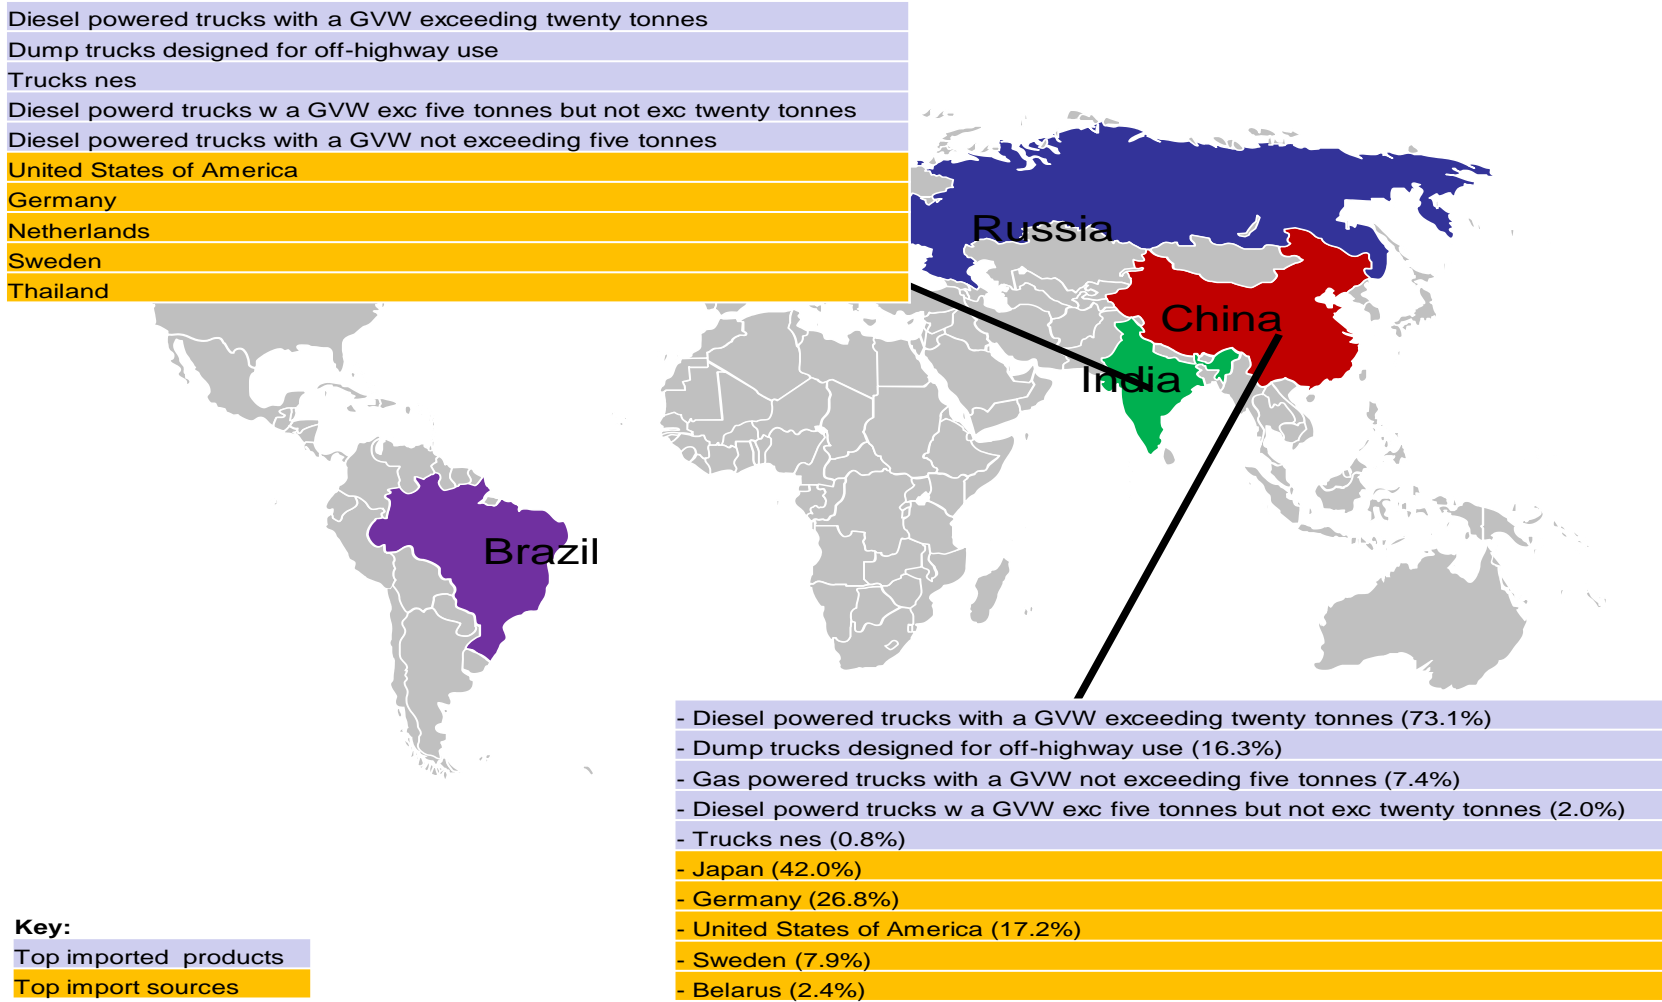 Diesel powered trucks with a GVW exceeding twenty tonnes
Dump trucks designed for off-highway use
Trucks nes
Diesel powerd trucks w a GVW exc five tonnes but not exc twenty tonnes
Diesel powered trucks with a GVW not exceeding five tonnes
United States of America
Germany
Netherlands
Sweden
Thailand
Russia
China
India
Brazil
- Diesel powered trucks with a GVW exceeding twenty tonnes (73.1%)
- Dump trucks designed for off-highway use (16.3%)
- Gas powered trucks with a GVW not exceeding five tonnes (7.4%)
- Diesel powerd trucks w a GVW exc five tonnes but not exc twenty tonnes (2.0%)
- Trucks nes (0.8%)
- Japan (42.0%)
- Germany (26.8%)
- United States of America (17.2%)
- Sweden (7.9%)
- Belarus (2.4%)
Key:
Top imported products
Top import sources